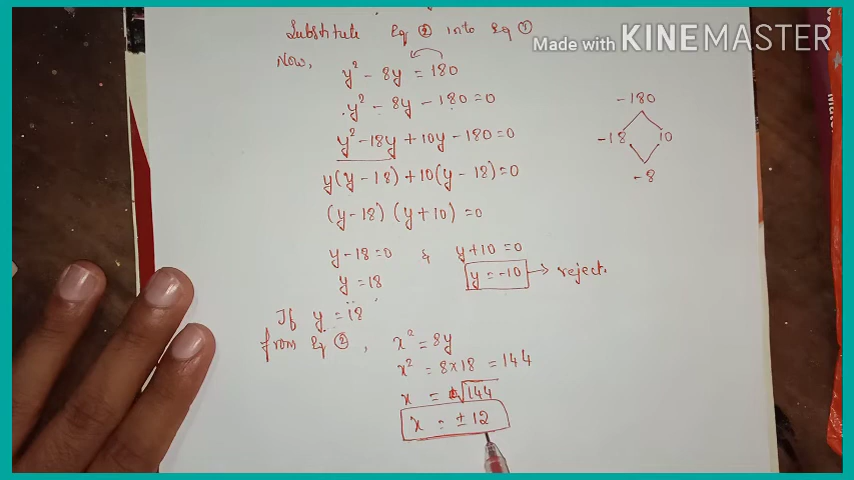 Substitute Eq ② into Eq ①
Made with KINEMASTER
Now,
y² - 8y = 180
y² - 8y - 180 = 0
y² - 18y + 10y - 180 = 0
y(y - 18) + 10(y - 18) = 0
(y - 18) (y + 10) = 0
y - 18 = 0 & y + 10 = 0
y = 18 y = -10 → reject.
-180
-18 10
-8
If y = 18
from Eq ②, x² = 8y
x² = 8×18 = 144
x = ±√144
x = ±12